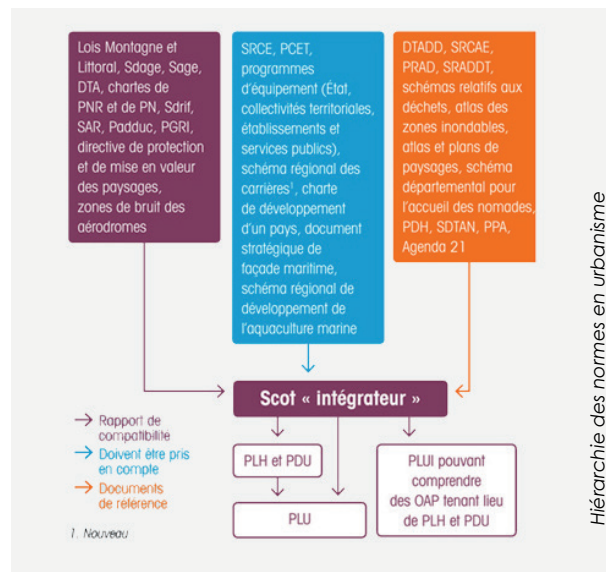 Lois Montagne et
Littoral, Sdage, Sage,
DTA, chartes de
PNR et de PN, Sdrif,
SAR, Padduc, PGRI,
directive de protection
et de mise en valeur
des paysages,
zones de bruit des
aérodromes
SRCE, PCET,
programmes
d'équipement (État,
collectivités territoriales,
établissements et
services publics),
schéma régional des
carrières¹, charte
de développement
d'un pays, document
stratégique de
façade maritime,
schéma régional de
développement de
l'aquaculture marine
DTADD, SRCAE,
PRAD, SRADDT,
schémas relatifs aux
déchets, atlas des
zones inondables,
atlas et plans de
paysages, schéma
départemental pour
l'accueil des nomades,
PDH, SDTAN, PPA,
Agenda 21
Scot « intégrateur »
Rapport de
compatibilité
Doivent être pris
en compte
Documents
de référence
1. Nouveau
PLH et PDU
PLU
PLUI pouvant
comprendre
des OAP tenant lieu
de PLH et PDU
Hiérarchie des normes en urbanisme